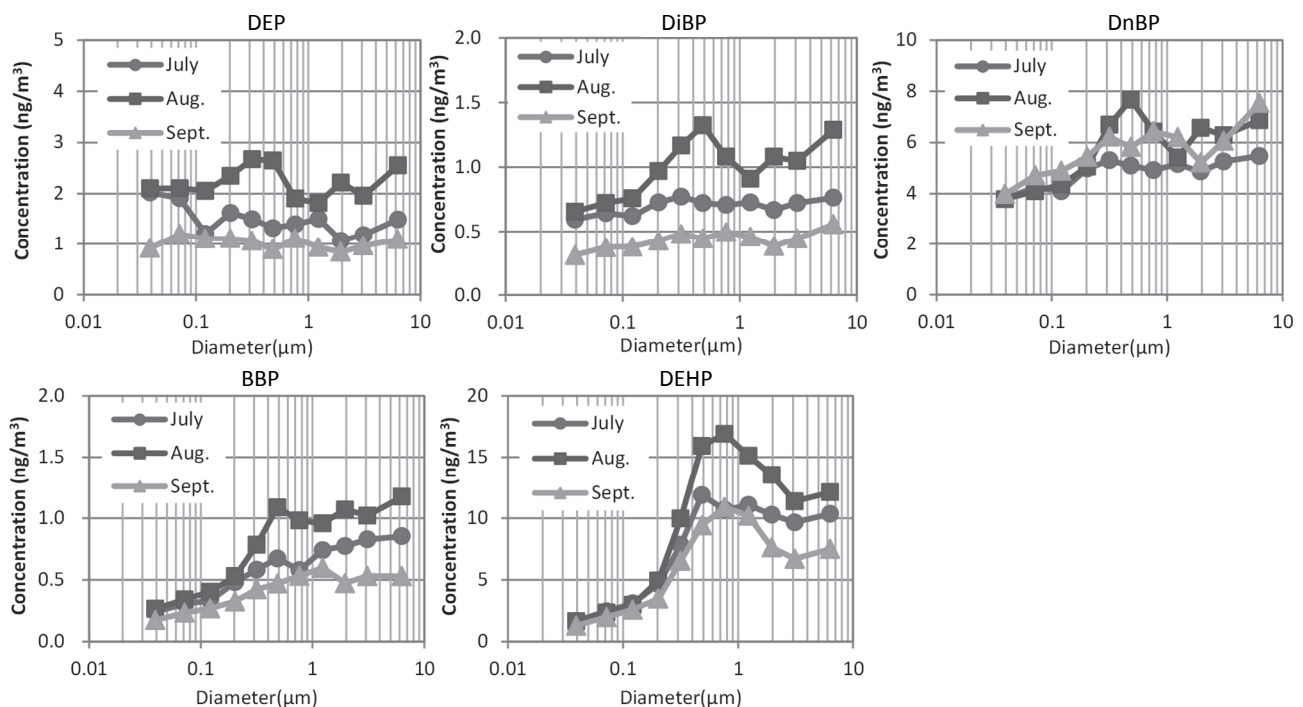 DEP
Concentration (ng/m³)
5
4
3
2
1
0
July
Aug.
Sept.
0.01
0.1
1
10
Diameter(μm)
DiBP
Concentration (ng/m³)
2.0
1.5
1.0
0.5
0.0
July
Aug.
Sept.
0.01
0.1
1
10
Diameter(μm)
DnBP
Concentration (ng/m³)
10
8
6
4
2
0
July
Aug.
Sept.
0.01
0.1
1
10
Diameter(μm)
BBP
Concentration (ng/m³)
2.0
1.5
1.0
0.5
0.0
July
Aug.
Sept.
0.01
0.1
1
10
Diameter(μm)
DEHP
Concentration (ng/m³)
20
15
10
5
0
July
Aug.
Sept.
0.01
0.1
1
10
Diameter(μm)